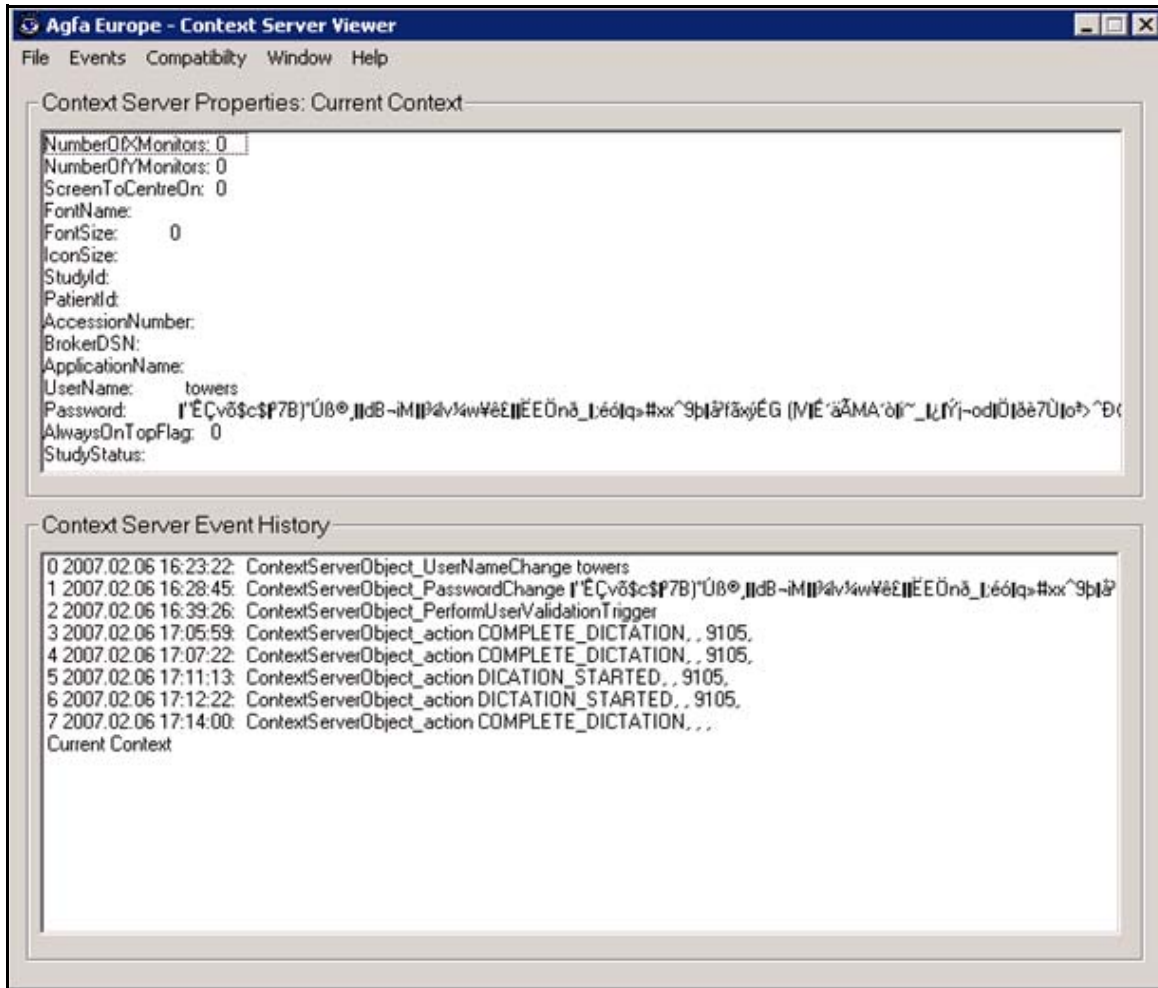 Agfa Europe - Context Server Viewer
File Events Compatibilty Window Help
Context Server Properties: Current Context
NumberOfXMonitors: 0
NumberOfYMonitors: 0
ScreenToCentreOn: 0
FontName:
FontSize: 0
IconSize:
StudyId:
PatientId:
AccessionNumber:
BrokerDSN:
ApplicationName:
UserName: towers
Password:
AlwaysOnTopFlag: 0
StudyStatus:
Context Server Event History
0 2007.02.06 16:23:22: ContextServerObject_UserNameChange towers
1 2007.02.06 16:28:45: ContextServerObject_PasswordChange
2 2007.02.06 16:39:26: ContextServerObject_PerformUserValidationTrigger
3 2007.02.06 17:05:59: ContextServerObject_action COMPLETE_DICTATION, , 9105,
4 2007.02.06 17:07:22: ContextServerObject_action COMPLETE_DICTATION, , 9105,
5 2007.02.06 17:11:13: ContextServerObject_action DICATION_STARTED, , 9105,
6 2007.02.06 17:12:22: ContextServerObject_action DICTATION_STARTED, , 9105,
7 2007.02.06 17:14:00: ContextServerObject_action COMPLETE_DICTATION, , ,
Current Context